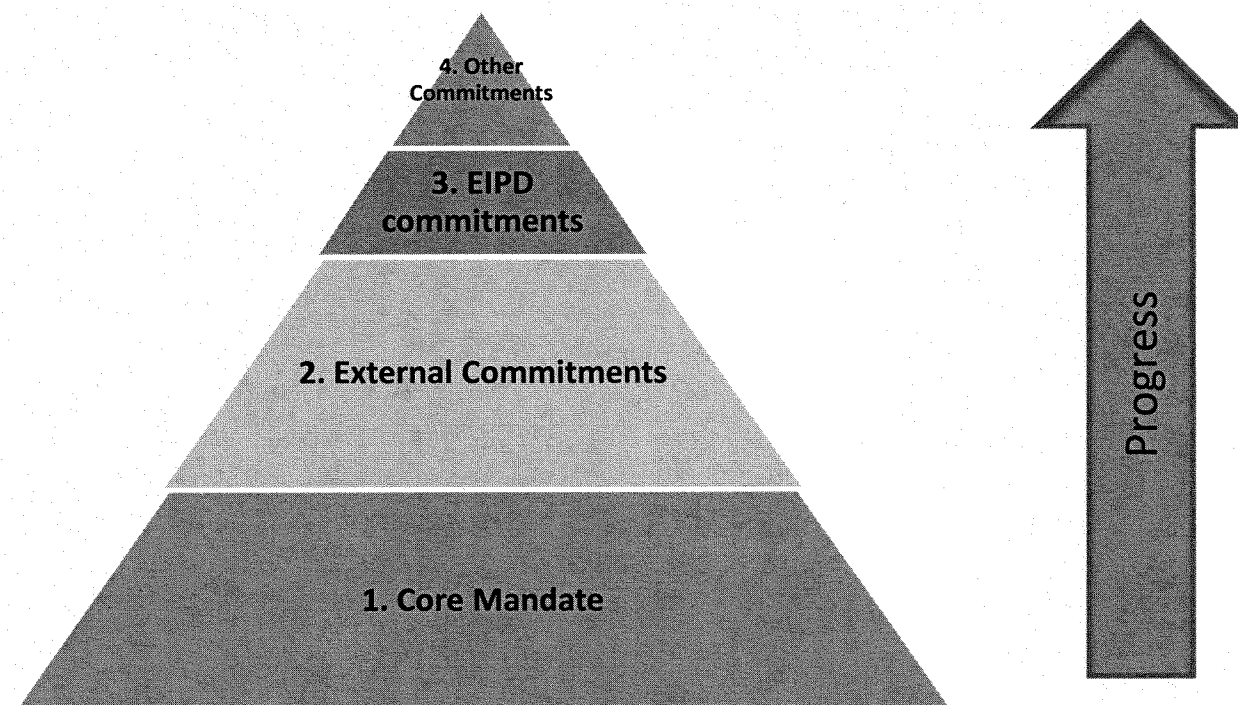 4. Other
Commitments
3. EIPD
commitments
2. External Commitments
1. Core Mandate
Progress